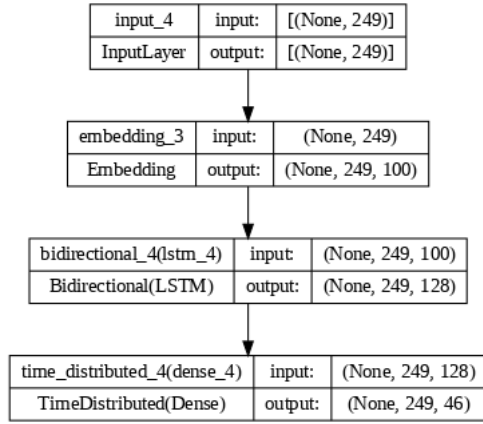 input_4 input: [(None, 249)]
InputLayer output: [(None, 249)]
embedding_3 input: (None, 249)
Embedding output: (None, 249, 100)
bidirectional_4(lstm_4) input: (None, 249, 100)
Bidirectional(LSTM) output: (None, 249, 128)
time_distributed_4(dense_4) input: (None, 249, 128)
TimeDistributed(Dense) output: (None, 249, 46)